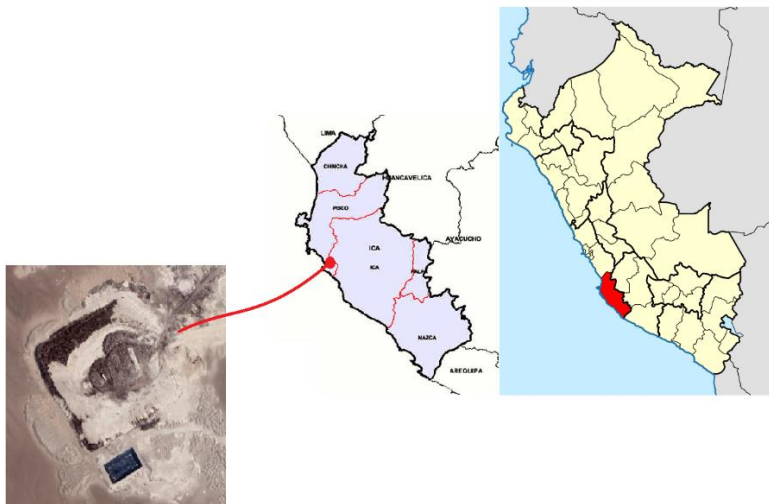 LIMA
CHINCHA
HUANCAVELICA
PISCO
AYACUCHO
ICA
ICA
NAZCA
AREQUIPA